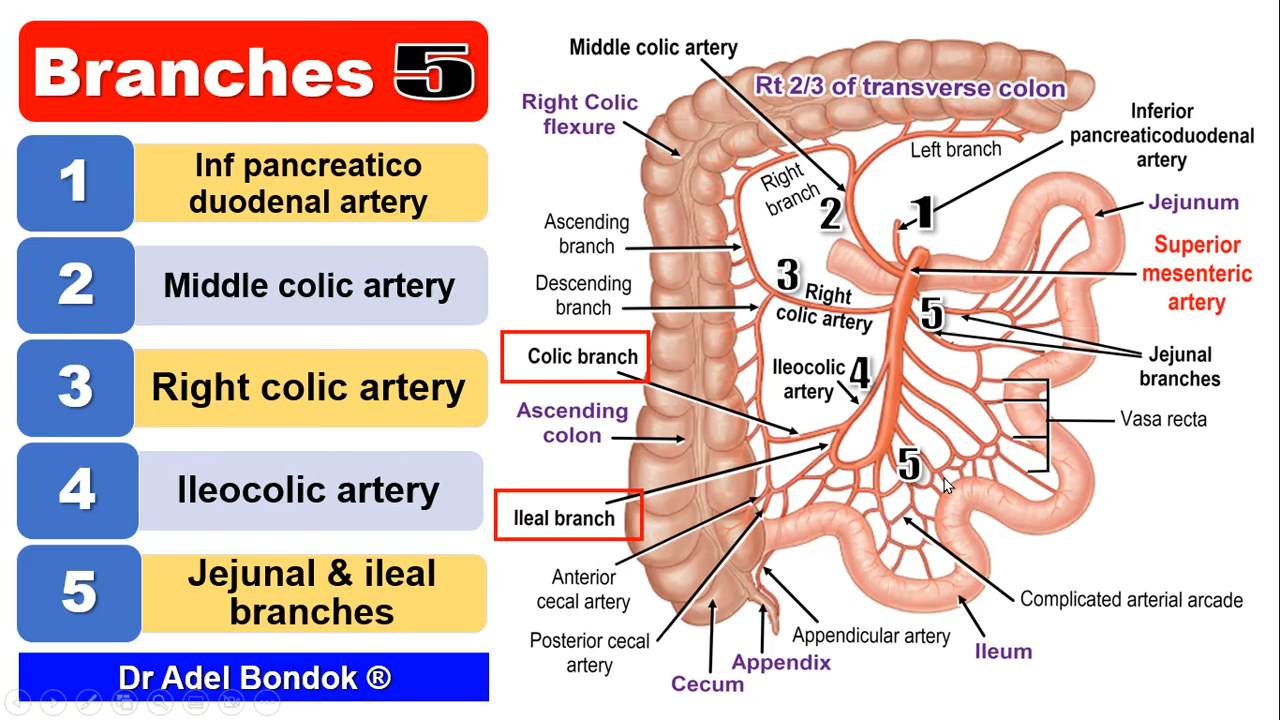 Branches 5
1
Inf pancreatico
duodenal artery
2
Middle colic artery
3
Right colic artery
4
Ileocolic artery
5
Jejunal & ileal
branches
Dr Adel Bondok ®
Middle colic artery
Rt 2/3 of transverse colon
Right Colic
flexure
Inferior
pancreaticoduodenal
artery
Left branch
Right
branch
2
1
Jejunum
Ascending
branch
Superior
mesenteric
artery
Descending
branch
3
Right
colic artery
5
Colic branch
Ileocolic
artery
4
Jejunal
branches
Ascending
colon
Vasa recta
5
Ileal branch
Anterior
cecal artery
Complicated arterial arcade
Posterior cecal
artery
Appendicular artery
Ileum
Appendix
Cecum